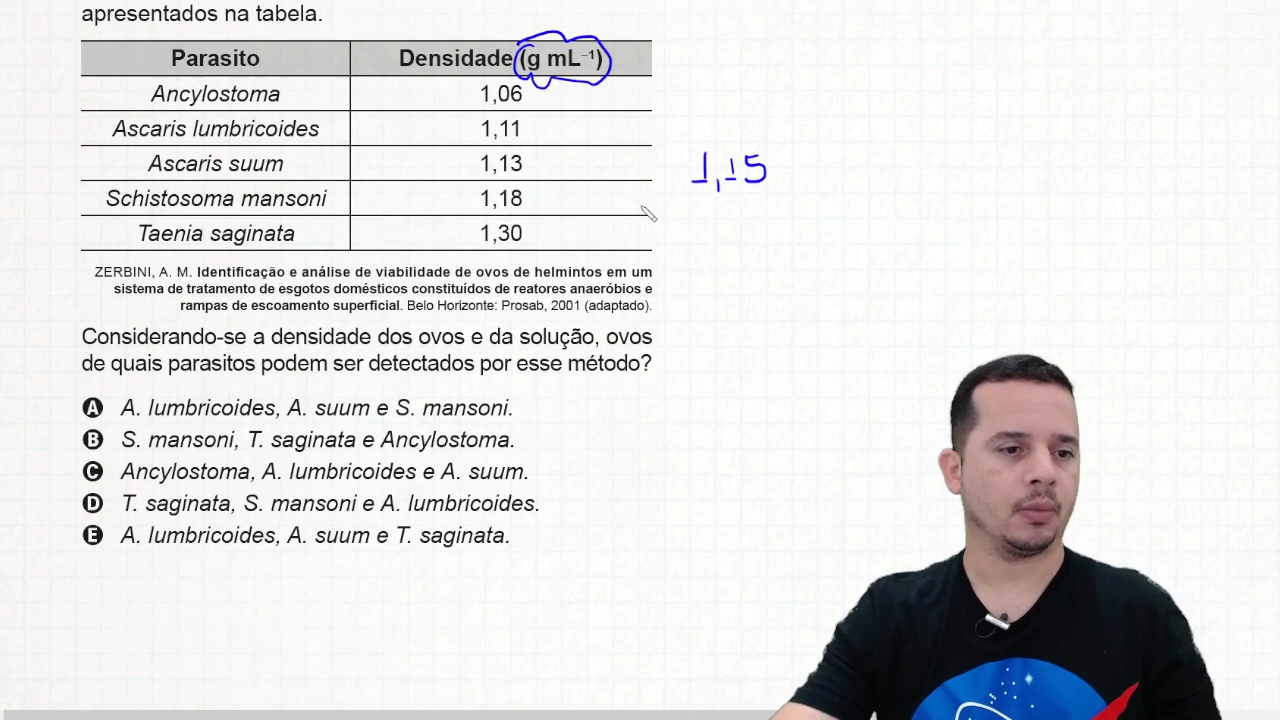 apresentados na tabela.
Parasito Densidade (g mL⁻¹)
Ancylostoma 1,06
Ascaris lumbricoides 1,11
Ascaris suum 1,13
Schistosoma mansoni 1,18
Taenia saginata 1,30
1,15
ZERBINI, A. M. Identificação e análise de viabilidade de ovos de helmintos em um
sistema de tratamento de esgotos domésticos constituídos de reatores anaeróbios e
rampas de escoamento superficial. Belo Horizonte: Prosab, 2001 (adaptado).
Considerando-se a densidade dos ovos e da solução, ovos
de quais parasitos podem ser detectados por esse método?
A A. lumbricoides, A. suum e S. mansoni.
B S. mansoni, T. saginata e Ancylostoma.
C Ancylostoma, A. lumbricoides e A. suum.
D T. saginata, S. mansoni e A. lumbricoides.
E A. lumbricoides, A. suum e T. saginata.